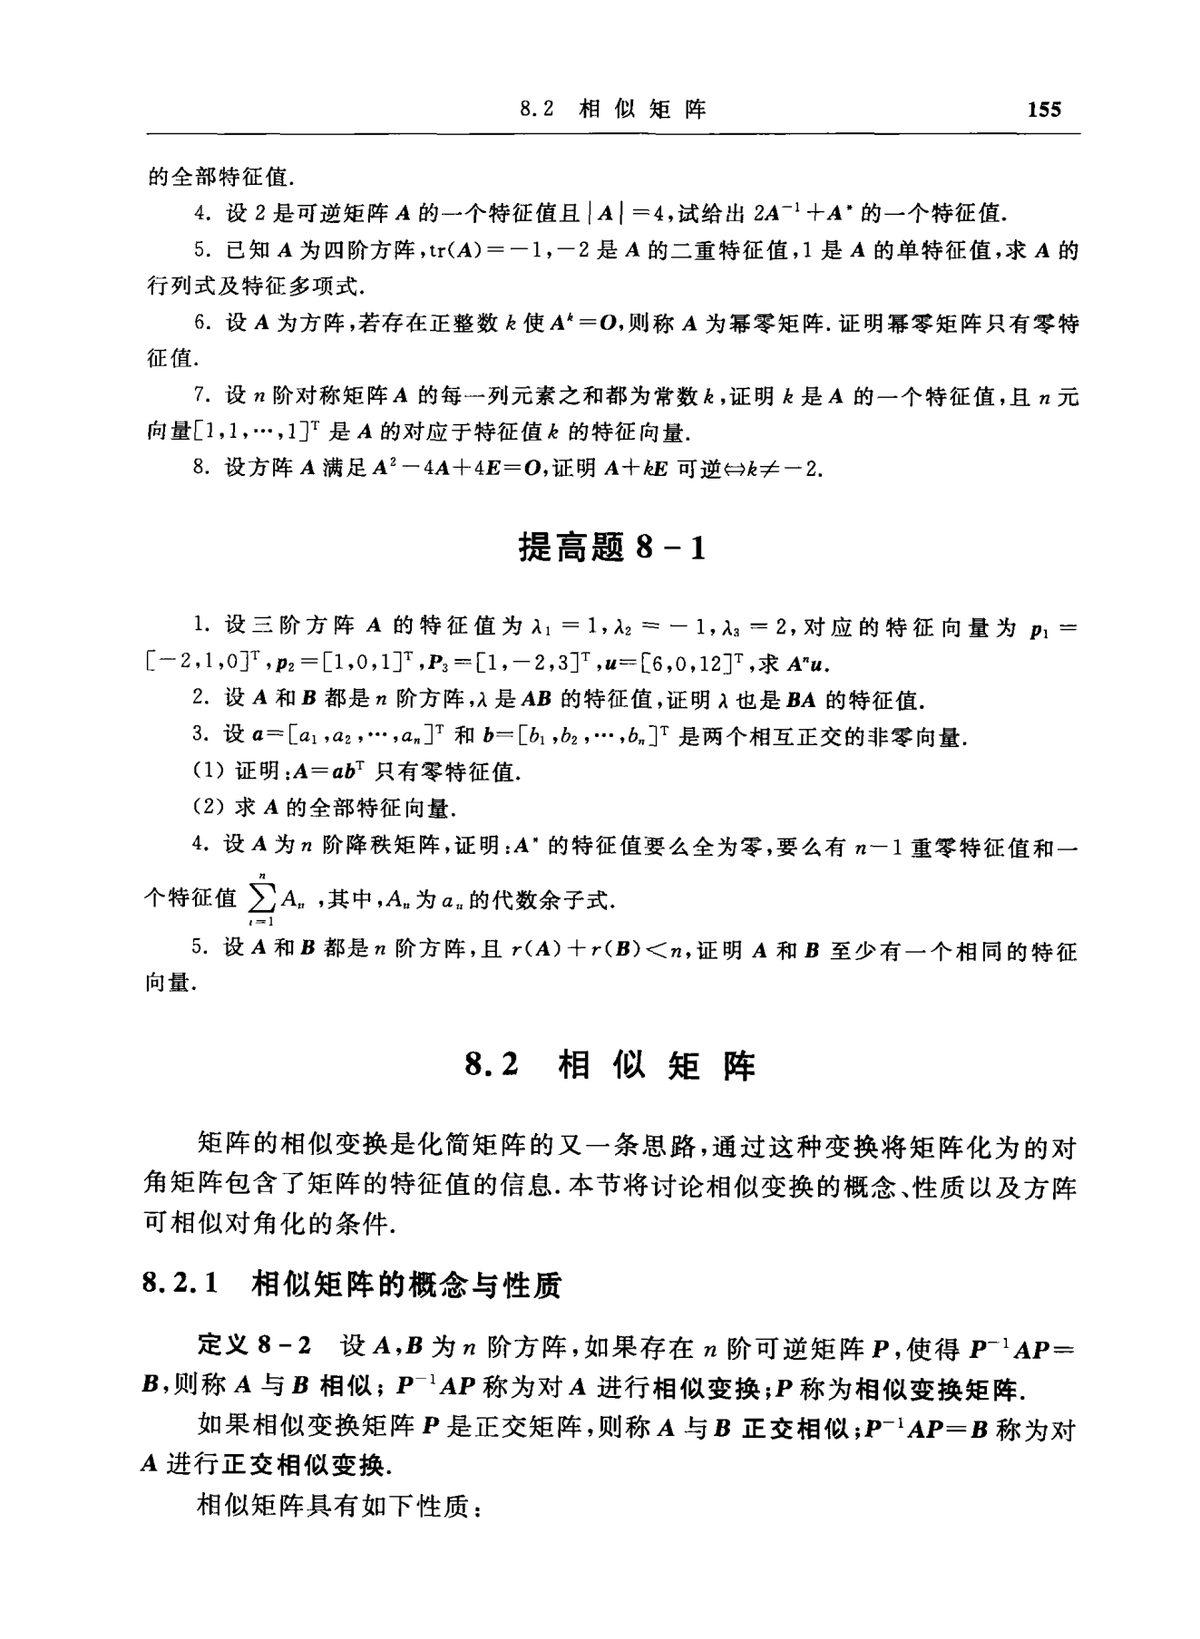 8.2 相似矩阵 155
的全部特征值.
4. 设 2 是可逆矩阵 A 的一个特征值且|A|=4,试给出 2A⁻¹+A* 的一个特征值.
5. 已知 A 为四阶方阵,tr(A)=-1,-2 是 A 的二重特征值,1 是 A 的单特征值,求 A 的
行列式及特征多项式.
6. 设 A 为方阵,若存在正整数 k 使 Aᵏ=O,则称 A 为幂零矩阵.证明幂零矩阵只有零特
征值.
7. 设 n 阶对称矩阵 A 的每一列元素之和都为常数 k,证明 k 是 A 的一个特征值,且 n 元
向量[1,1,…,1]ᵀ 是 A 的对应于特征值 k 的特征向量.
8. 设方阵 A 满足 A²-4A+4E=O,证明 A+kE 可逆⇔k≠-2.
提高题 8-1
1. 设三阶方阵 A 的特征值为 λ₁=1,λ₂=-1,λ₃=2,对应的特征向量为 p₁=
[-2,1,0]ᵀ,p₂=[1,0,1]ᵀ,P₃=[1,-2,3]ᵀ,u=[6,0,12]ᵀ,求 Aⁿu.
2. 设 A 和 B 都是 n 阶方阵,λ 是 AB 的特征值,证明 λ 也是 BA 的特征值.
3. 设 a=[a₁,a₂,…,aₙ]ᵀ 和 b=[b₁,b₂,…,bₙ]ᵀ 是两个相互正交的非零向量.
(1) 证明:A=abᵀ 只有零特征值.
(2) 求 A 的全部特征向量.
4. 设 A 为 n 阶降秩矩阵,证明:A* 的特征值要么全为零,要么有 n-1 重零特征值和一
个特征值 ∑ⁿᵢ₌₁ Aᵢᵢ,其中,Aᵢᵢ 为 aᵢᵢ 的代数余子式.
5. 设 A 和 B 都是 n 阶方阵,且 r(A)+r(B)<n,证明 A 和 B 至少有一个相同的特征
向量.
8.2 相似矩阵
矩阵的相似变换是化简矩阵的又一条思路,通过这种变换将矩阵化为的对
角矩阵包含了矩阵的特征值的信息.本节将讨论相似变换的概念、性质以及方阵
可相似对角化的条件.
8.2.1 相似矩阵的概念与性质
定义 8-2 设 A,B 为 n 阶方阵,如果存在 n 阶可逆矩阵 P,使得 P⁻¹AP=
B,则称 A 与 B 相似;P⁻¹AP 称为对 A 进行相似变换;P 称为相似变换矩阵.
如果相似变换矩阵 P 是正交矩阵,则称 A 与 B 正交相似;P⁻¹AP=B 称为对
A 进行正交相似变换.
相似矩阵具有如下性质: